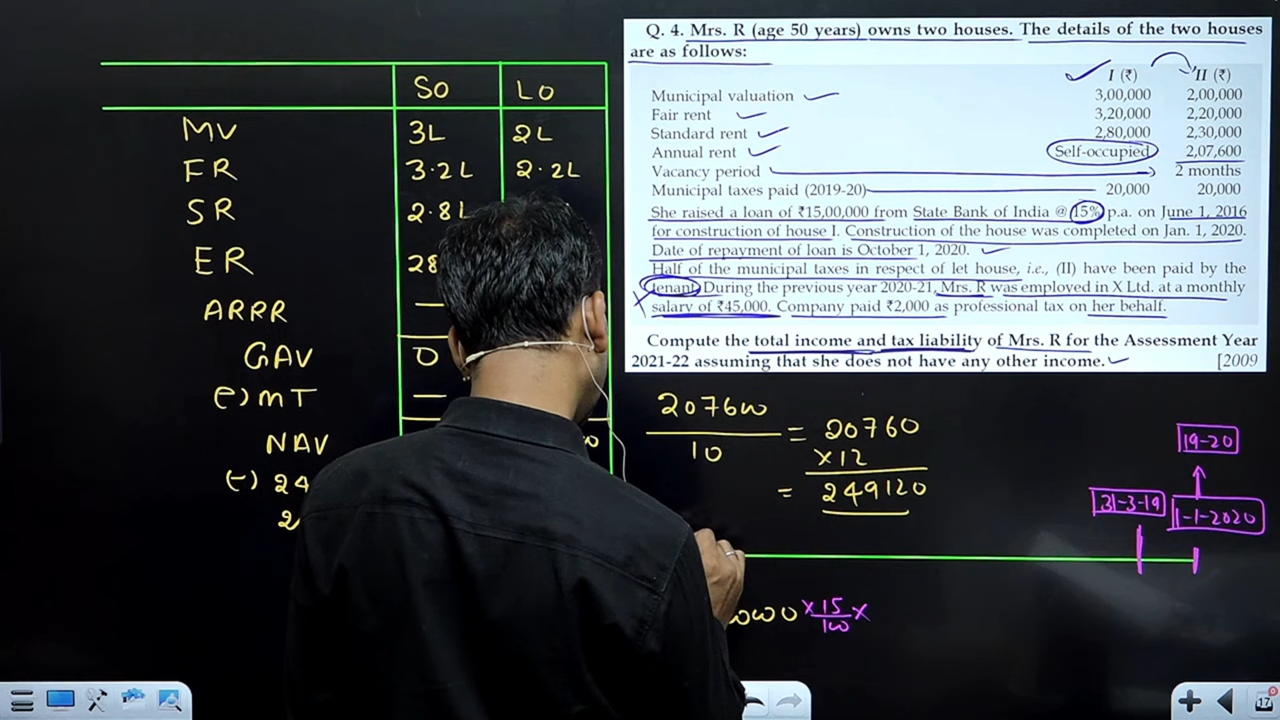 Q. 4. Mrs. R (age 50 years) owns two houses. The details of the two houses
are as follows:
I (₹) II (₹)
Municipal valuation 3,00,000 2,00,000
Fair rent 3,20,000 2,20,000
Standard rent 2,80,000 2,30,000
Annual rent Self-occupied 2,07,600
Vacancy period 2 months
Municipal taxes paid (2019-20) 20,000 20,000
She raised a loan of ₹15,00,000 from State Bank of India @ 15% p.a. on June 1, 2016
for construction of house I. Construction of the house was completed on Jan. 1, 2020.
Date of repayment of loan is October 1, 2020.
Half of the municipal taxes in respect of let house, i.e., (II) have been paid by the
tenant. During the previous year 2020-21, Mrs. R was employed in X Ltd. at a monthly
salary of ₹45,000. Company paid ₹2,000 as professional tax on her behalf.
Compute the total income and tax liability of Mrs. R for the Assessment Year
2021-22 assuming that she does not have any other income. [2009
SO LO
MV 3L 2L
FR 3.2L 2.2L
SR 2.8L
ER 28
ARRR —
GAV 0
(-) MT —
NAV
(-) 24
2
207600
10
= 20760
×12
= 249120
19-20
31-3-19 1-1-2020
×15/100×
17